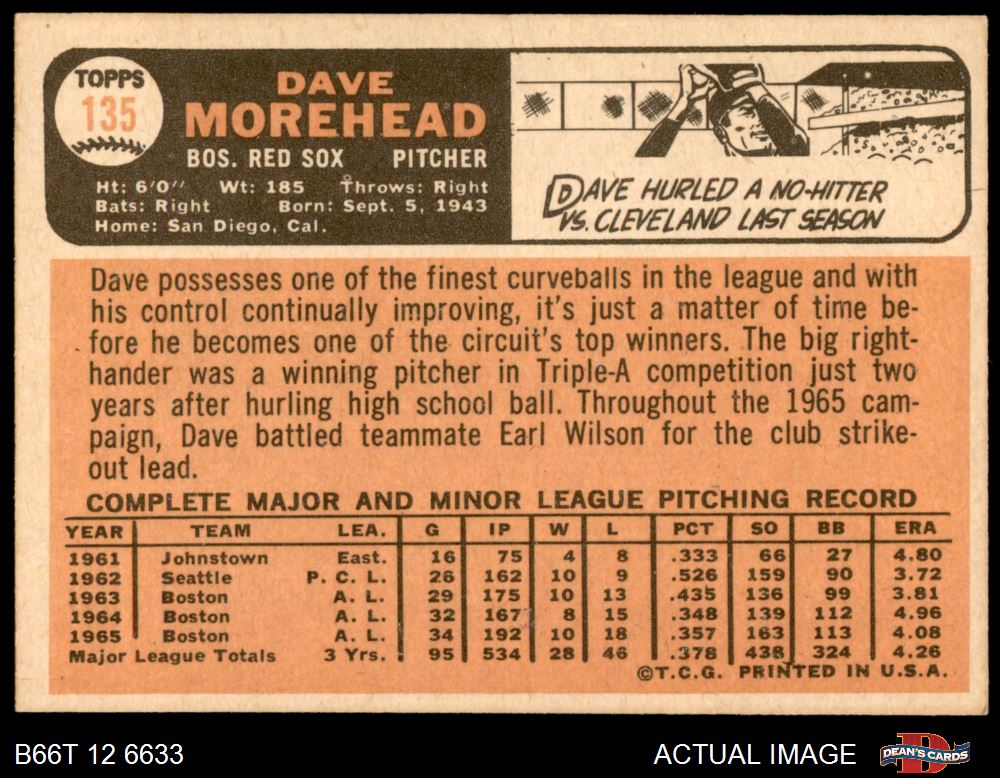 TOPPS
135
DAVE
MOREHEAD
BOS. RED SOX PITCHER
Ht: 6'0" Wt: 185 Throws: Right
Bats: Right Born: Sept. 5, 1943
Home: San Diego, Cal.
DAVE HURLED A NO-HITTER
VS. CLEVELAND LAST SEASON
Dave possesses one of the finest curveballs in the league and with
his control continually improving, it's just a matter of time be-
fore he becomes one of the circuit's top winners. The big right-
hander was a winning pitcher in Triple-A competition just two
years after hurling high school ball. Throughout the 1965 cam-
paign, Dave battled teammate Earl Wilson for the club strike-
out lead.
COMPLETE MAJOR AND MINOR LEAGUE PITCHING RECORD
YEAR TEAM LEA. G IP W L PCT SO BB ERA
1961 Johnstown East. 16 75 4 8 .333 66 27 4.80
1962 Seattle P. C. L. 26 162 10 9 .526 159 90 3.72
1963 Boston A. L. 29 175 10 13 .435 136 99 3.81
1964 Boston A. L. 32 167 8 15 .348 139 112 4.96
1965 Boston A. L. 34 192 10 18 .357 163 113 4.08
Major League Totals 3 Yrs. 95 534 28 46 .378 438 324 4.26
©T.C.G. PRINTED IN U.S.A.
B66T 12 6633
ACTUAL IMAGE
DEAN'S CARDS